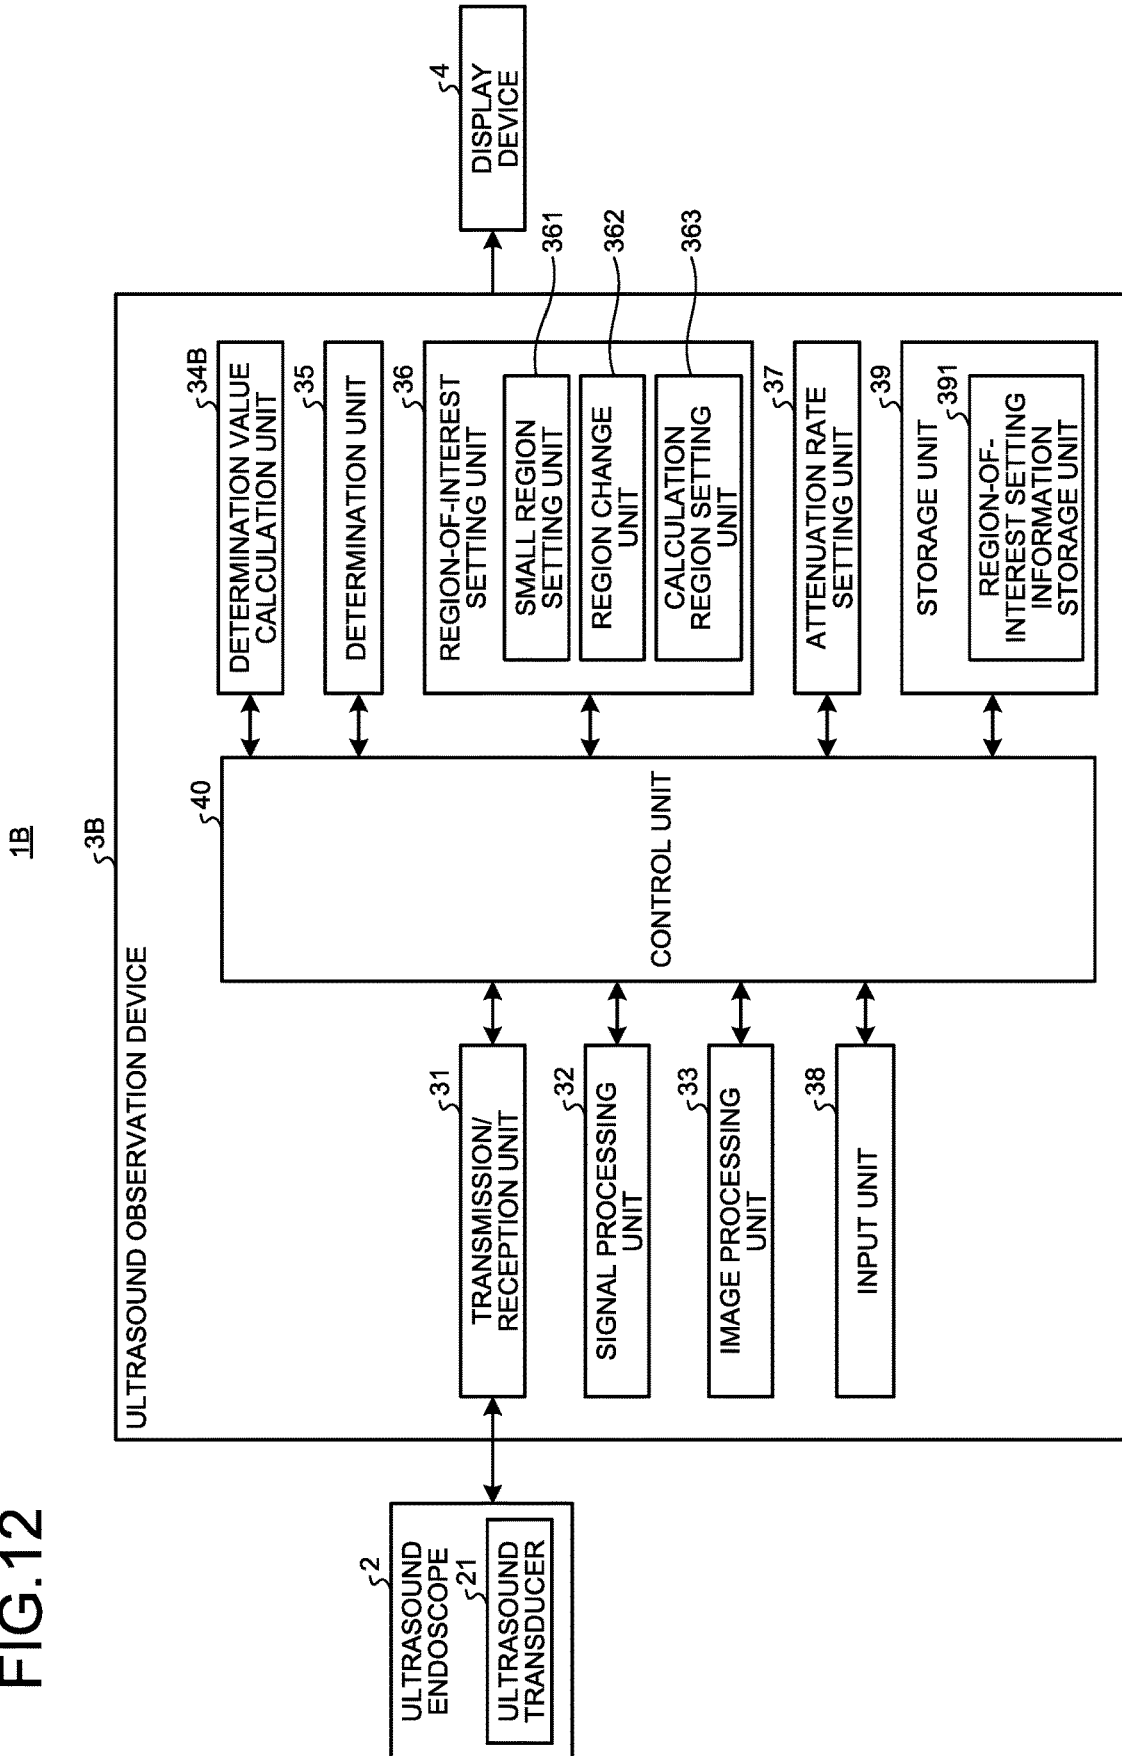 FIG.12
1B
ULTRASOUND OBSERVATION DEVICE
3B
2
ULTRASOUND
ENDOSCOPE
21
ULTRASOUND
TRANSDUCER
31
TRANSMISSION/
RECEPTION UNIT
32
SIGNAL PROCESSING
UNIT
33
IMAGE PROCESSING
UNIT
38
INPUT UNIT
40
CONTROL UNIT
34B
DETERMINATION VALUE
CALCULATION UNIT
35
DETERMINATION UNIT
36
REGION-OF-INTEREST
SETTING UNIT
SMALL REGION
SETTING UNIT
361
REGION CHANGE
UNIT
362
CALCULATION
REGION SETTING
UNIT
363
37
ATTENUATION RATE
SETTING UNIT
39
STORAGE UNIT
391
REGION-OF-
INTEREST SETTING
INFORMATION
STORAGE UNIT
4
DISPLAY
DEVICE